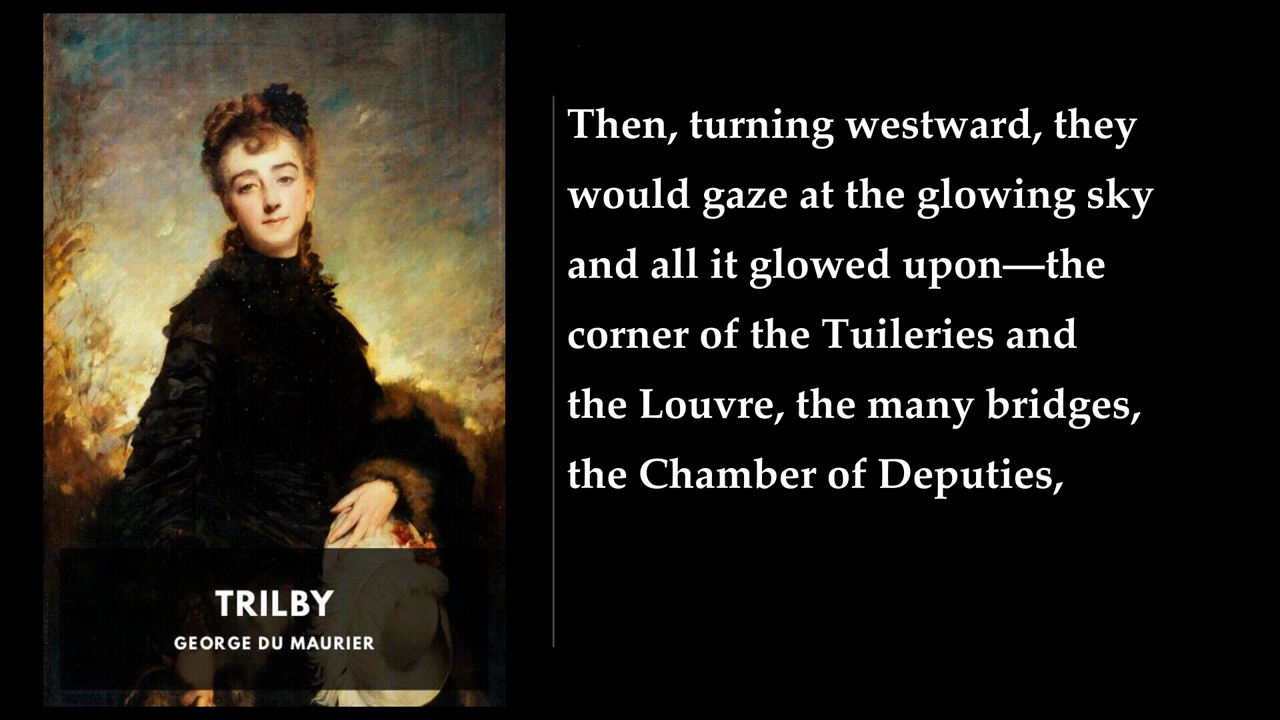 TRILBY
GEORGE DU MAURIER
Then, turning westward, they
would gaze at the glowing sky
and all it glowed upon—the
corner of the Tuileries and
the Louvre, the many bridges,
the Chamber of Deputies,